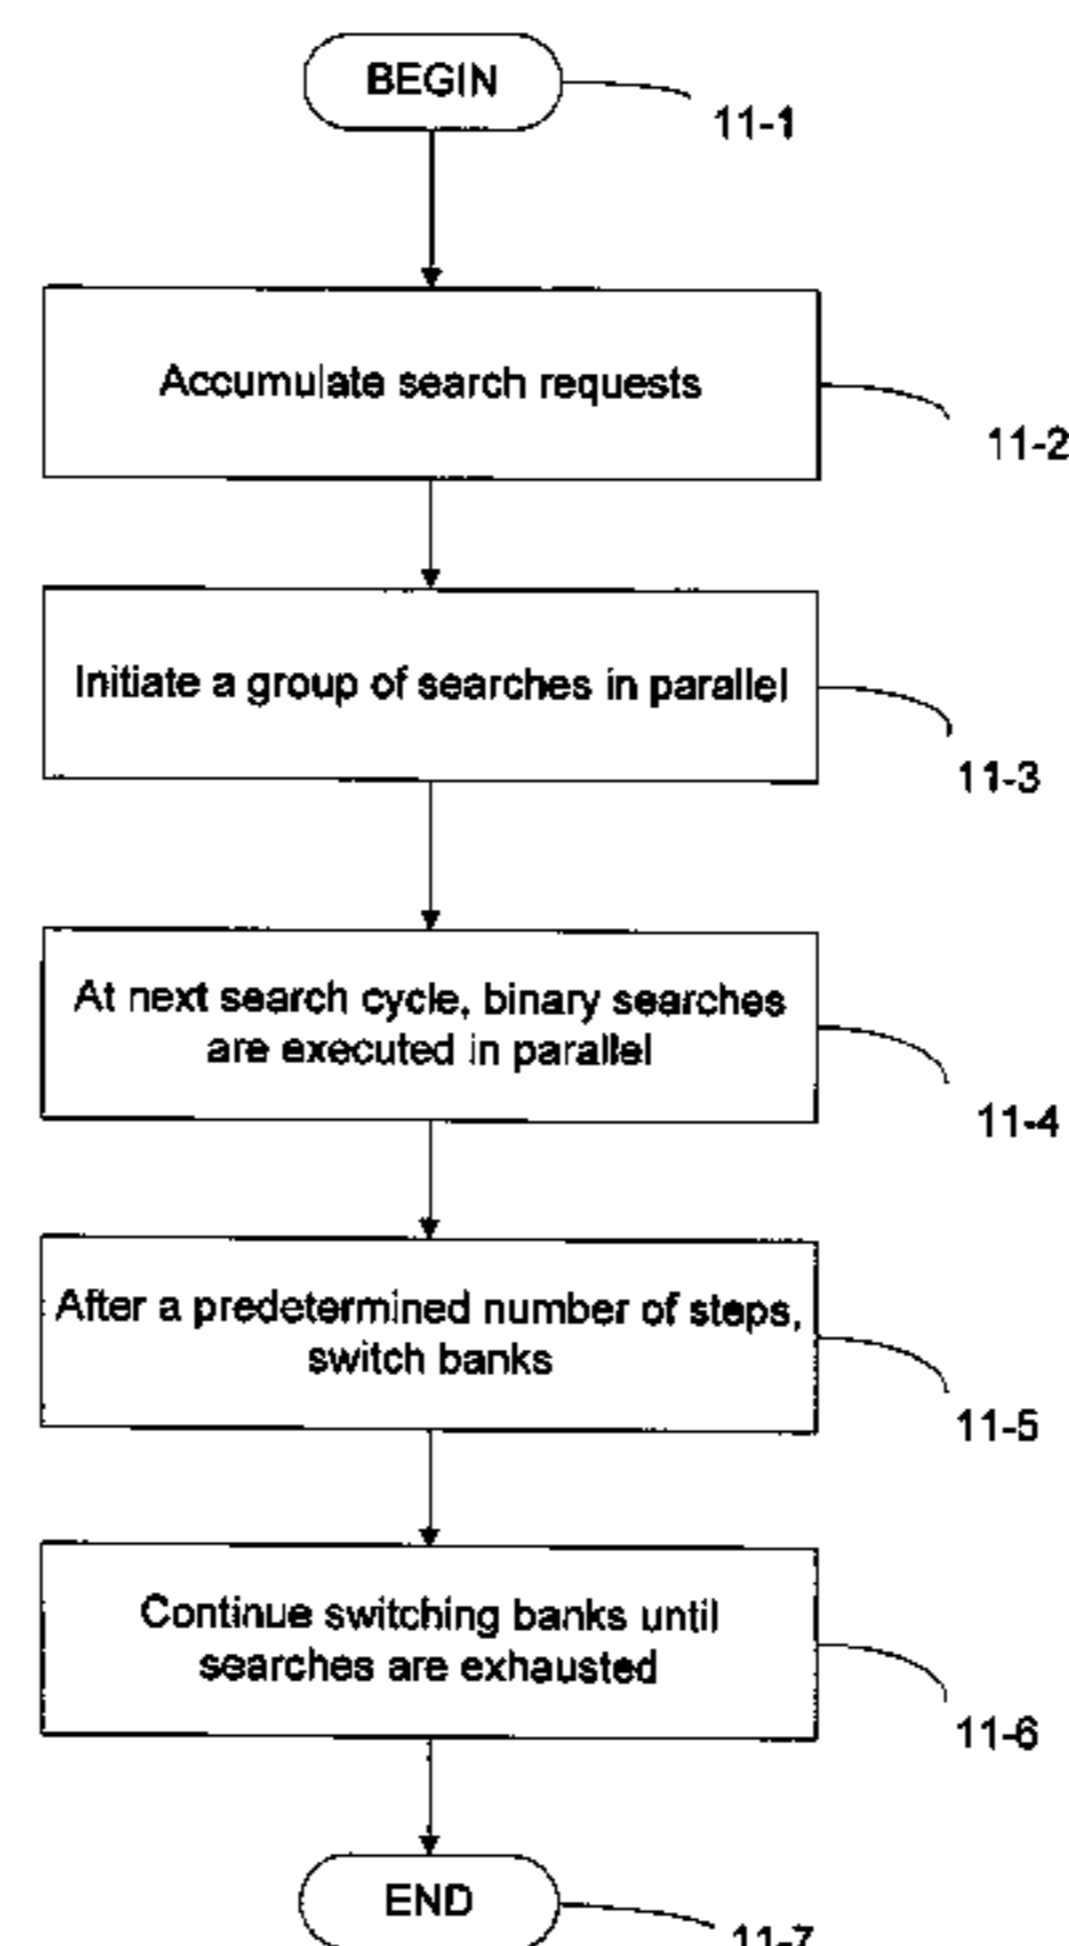 BEGIN
11-1
Accumulate search requests
11-2
Initiate a group of searches in parallel
11-3
At next search cycle, binary searches
are executed in parallel
11-4
After a predetermined number of steps,
switch banks
11-5
Continue switching banks until
searches are exhausted
11-6
END
11-7